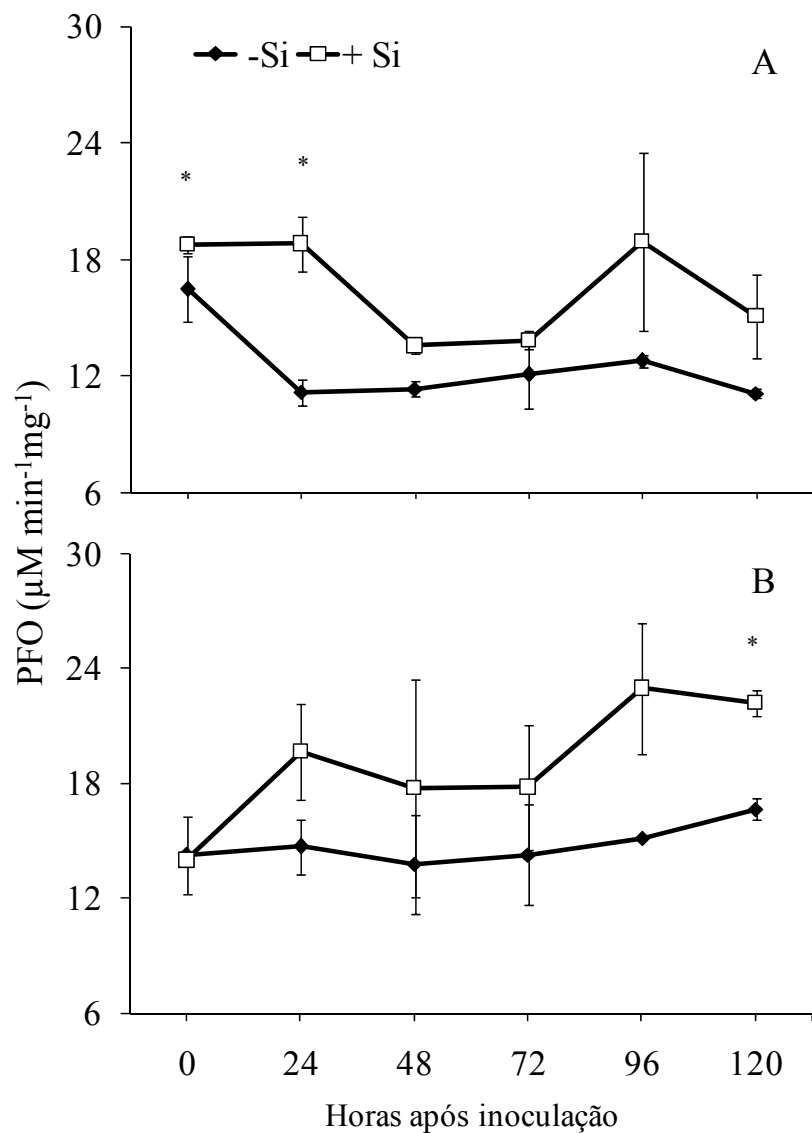 30
-Si + Si
A
24
* *
18
12
6
PFO (µM min-1mg-1)
30
B
24
*
18
12
6
0 24 48 72 96 120
Horas após inoculação